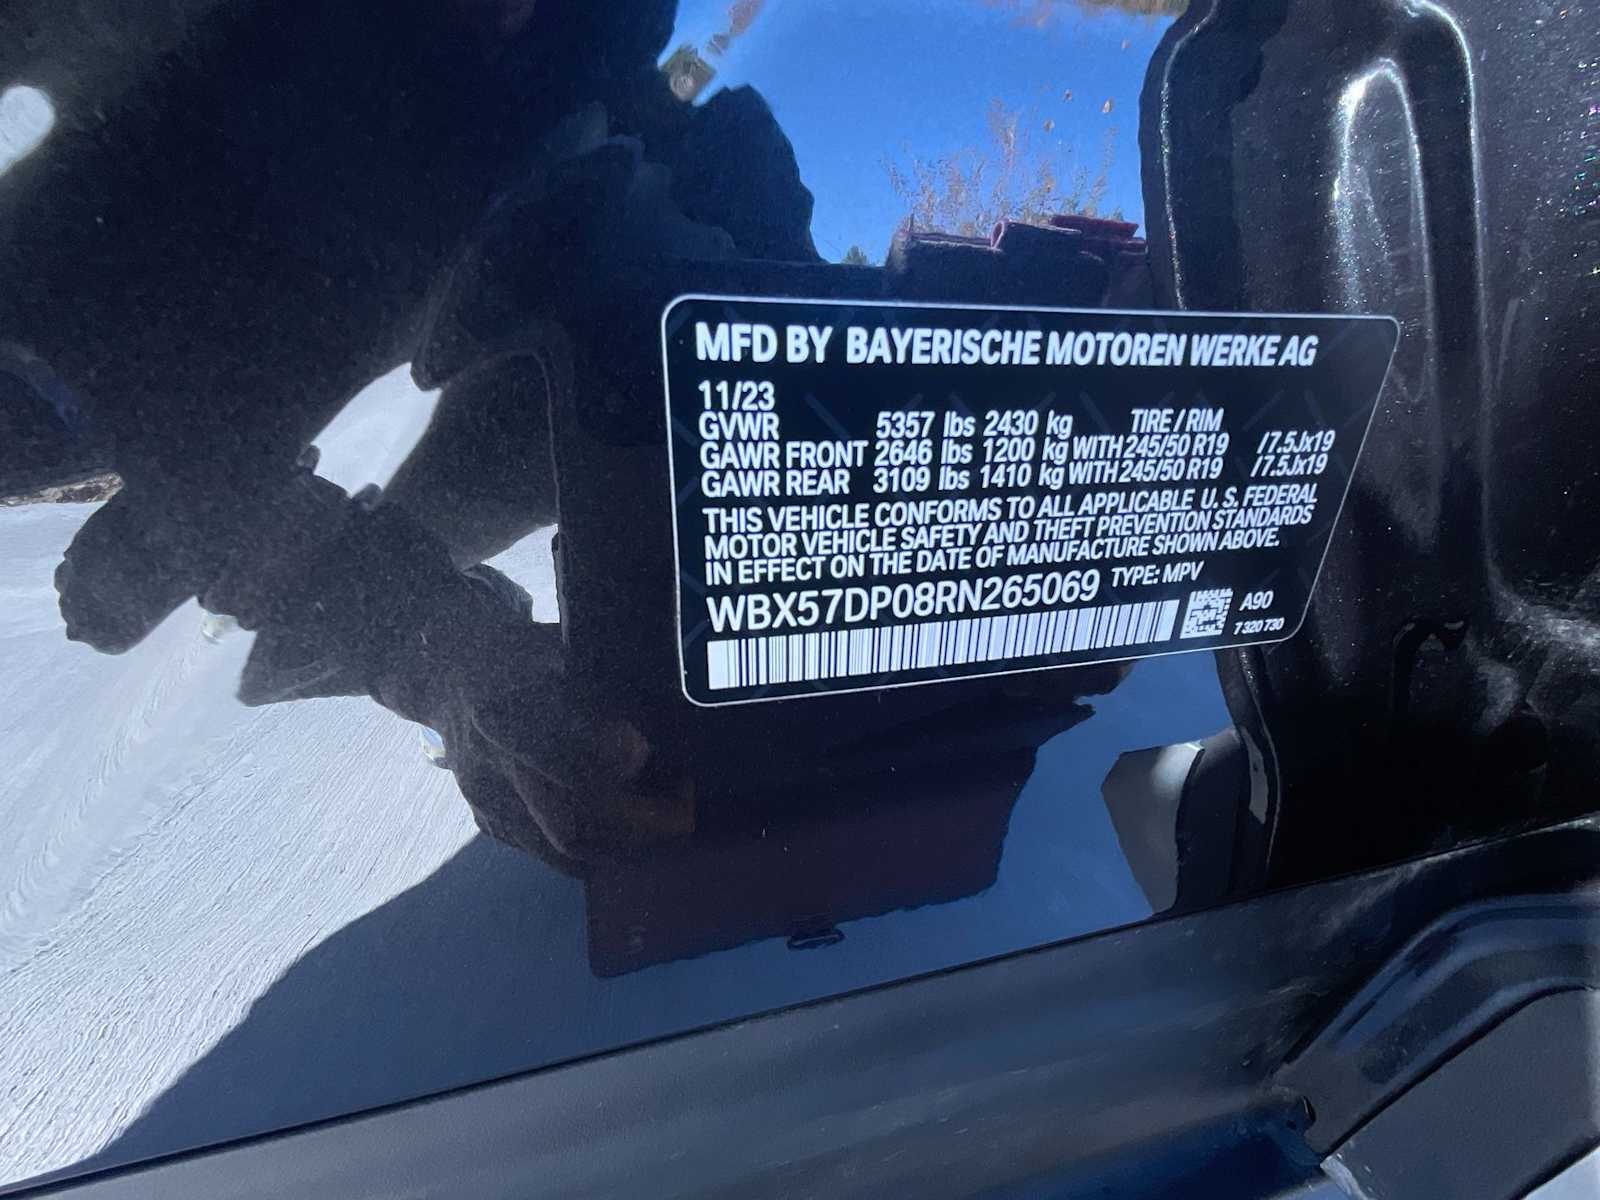 MFD BY BAYERISCHE MOTOREN WERKE AG
11/23
GVWR 5357 lbs 2430 kg TIRE / RIM
GAWR FRONT 2646 lbs 1200 kg WITH 245/50 R19 /7.5Jx19
GAWR REAR 3109 lbs 1410 kg WITH 245/50 R19 /7.5Jx19
THIS VEHICLE CONFORMS TO ALL APPLICABLE U. S. FEDERAL
MOTOR VEHICLE SAFETY AND THEFT PREVENTION STANDARDS
IN EFFECT ON THE DATE OF MANUFACTURE SHOWN ABOVE.
WBX57DP08RN265069 TYPE: MPV
A90
7 320 730